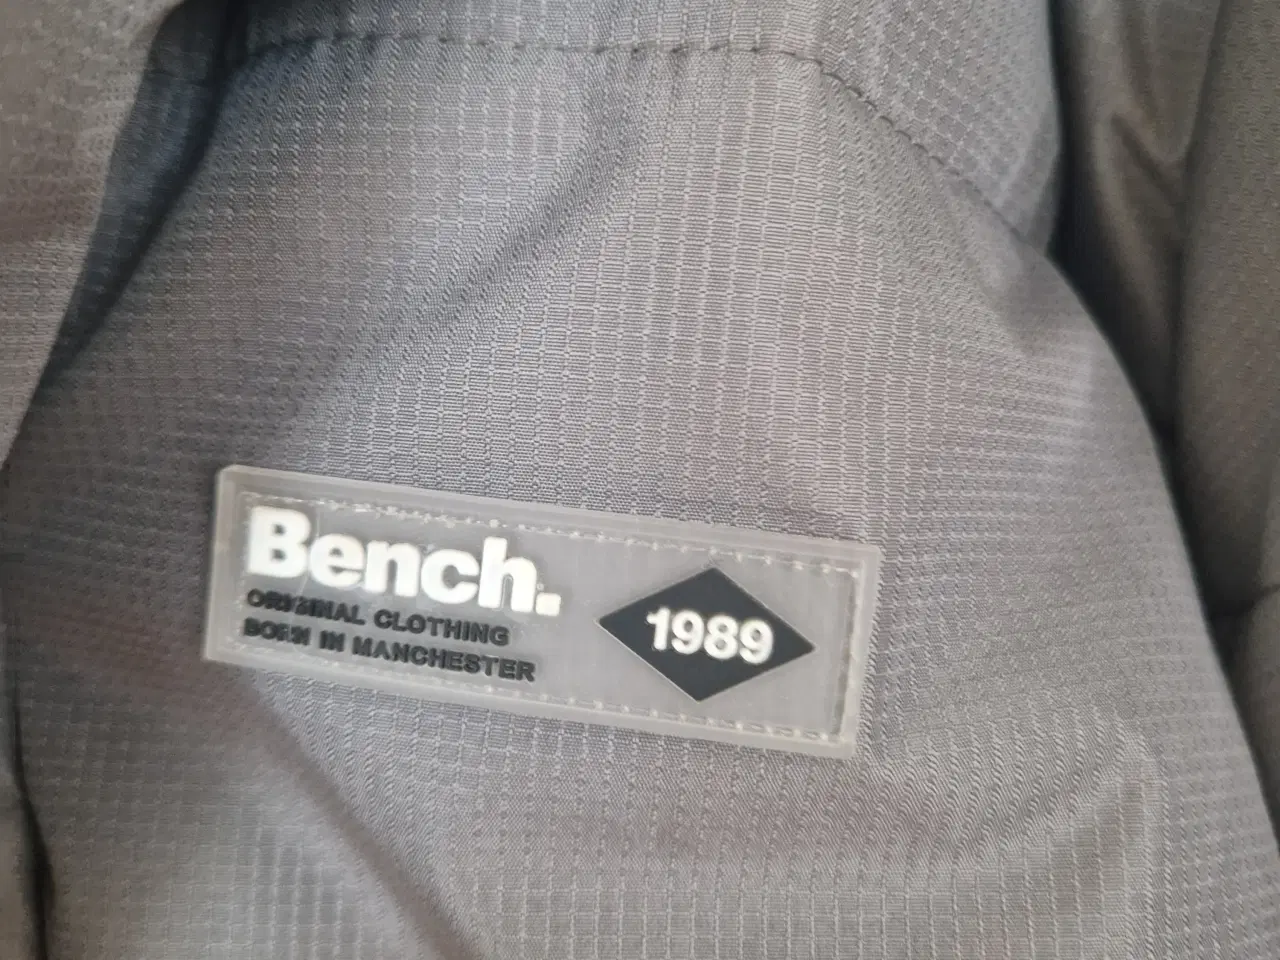 Bench.
ORIGINAL CLOTHING
BORN IN MANCHESTER
1989